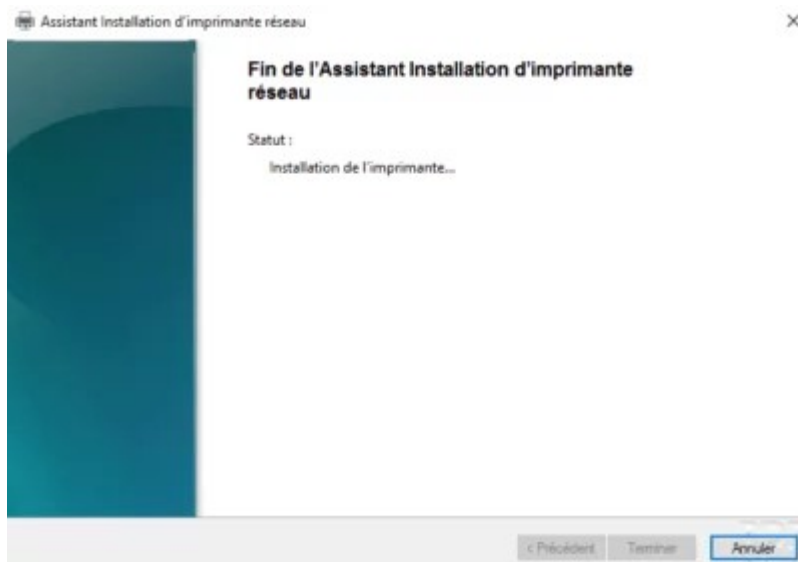 Assistant Installation d'imprimante réseau
Fin de l'Assistant Installation d'imprimante
réseau
Statut :
Installation de l'imprimante...
< Précédent Terminer Annuler